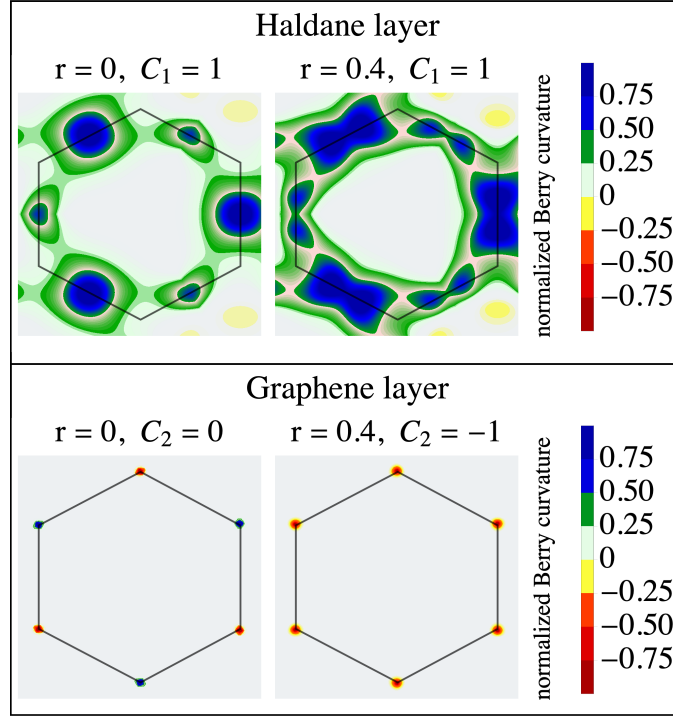 Haldane layer
r = 0, C₁ = 1
r = 0.4, C₁ = 1
normalized Berry curvature
0.75
0.50
0.25
0
−0.25
−0.50
−0.75
Graphene layer
r = 0, C₂ = 0
r = 0.4, C₂ = −1
normalized Berry curvature
0.75
0.50
0.25
0
−0.25
−0.50
−0.75